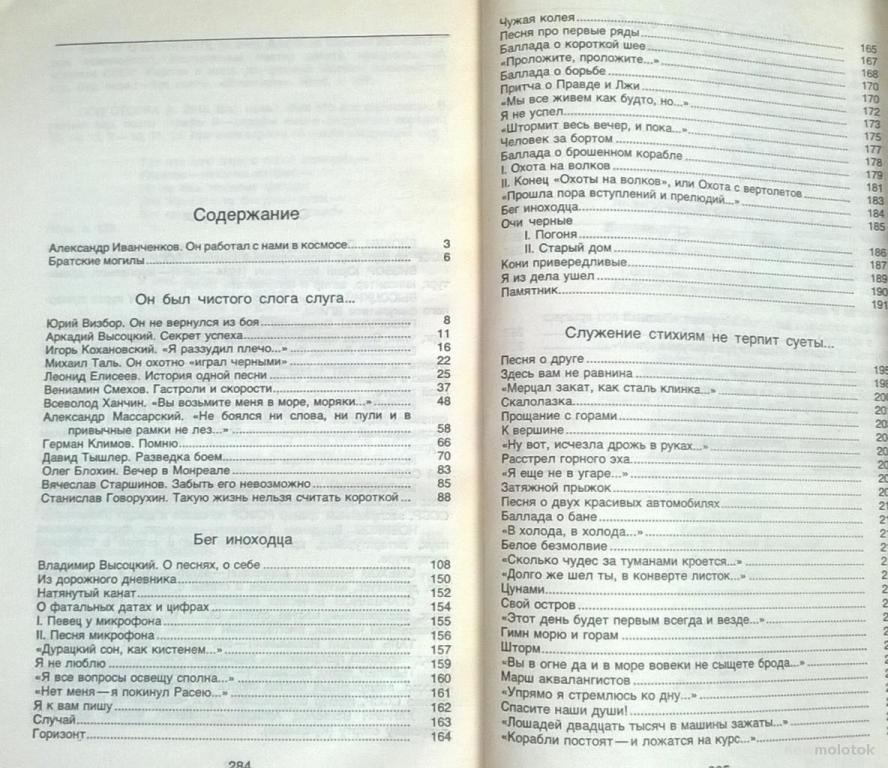 Содержание
Александр Иванченков. Он работал с нами в космосе... 3
Братские могилы... 6
Он был чистого слога слуга...
Юрий Визбор. Он не вернулся из боя... 8
Аркадий Высоцкий. Секрет успеха... 11
Игорь Кохановский. «Я раззудил плечо...»... 16
Михаил Таль. Он охотно «играл черными»... 22
Леонид Елисеев. История одной песни... 25
Вениамин Смехов. Гастроли и скорости... 37
Всеволод Ханчин. «Вы возьмите меня в море, моряки...»... 48
Александр Массарский. «Не боялся ни слова, ни пули и в
привычные рамки не лез...»... 58
Герман Климов. Помню... 66
Давид Тышлер. Разведка боем... 70
Олег Блохин. Вечер в Монреале... 83
Вячеслав Старшинов. Забыть его невозможно... 85
Станислав Говорухин. Такую жизнь нельзя считать короткой... 88
Бег иноходца
Владимир Высоцкий. О песнях, о себе... 108
Из дорожного дневника... 150
Натянутый канат... 152
О фатальных датах и цифрах... 154
I. Певец у микрофона... 155
II. Песня микрофона... 156
«Дурацкий сон, как кистенем...»... 157
Я не люблю... 159
«Я все вопросы освещу сполна...»... 160
«Нет меня — я покинул Расею...»... 161
Я к вам пишу... 162
Случай... 163
Горизонт... 164
284
Чужая колея... 165
Песня про первые ряды... 167
Баллада о короткой шее... 168
«Проложите, проложите...»... 170
Баллада о борьбе... 170
Притча о Правде и Лжи... 172
«Мы все живем как будто, но...»... 173
Я не успел... 175
«Штормит весь вечер, и пока...»... 177
Человек за бортом... 178
Баллада о брошенном корабле... 179
I. Охота на волков... 181
II. Конец «Охоты на волков», или Охота с вертолетов... 183
«Прошла пора вступлений и прелюдий...»... 184
Бег иноходца... 185
Очи черные
I. Погоня... 186
II. Старый дом... 187
Кони привередливые... 189
Я из дела ушел... 190
Памятник... 191
Служение стихиям не терпит суеты...
Песня о друге...
Здесь вам не равнина...
«Мерцал закат, как сталь клинка...»...
Скалолазка...
Прощание с горами...
К вершине...
«Ну вот, исчезла дрожь в руках...»...
Расстрел горного эха...
«Я еще не в угаре...»...
Затяжной прыжок...
Песня о двух красивых автомобилях...
Баллада о бане...
«В холода, в холода...»...
Белое безмолвие...
«Сколько чудес за туманами кроется...»...
«Долго же шел ты, в конверте листок...»...
Цунами...
Свой остров...
«Этот день будет первым всегда и везде...»...
Гимн морю и горам...
Шторм...
«Вы в огне да и в море вовеки не сыщете брода...»...
Марш аквалангистов...
«Упрямо я стремлюсь ко дну...»...
Спасите наши души!...
«Лошадей двадцать тысяч в машины зажаты...»...
«Корабли постоят — и ложатся на курс...»...
molotok